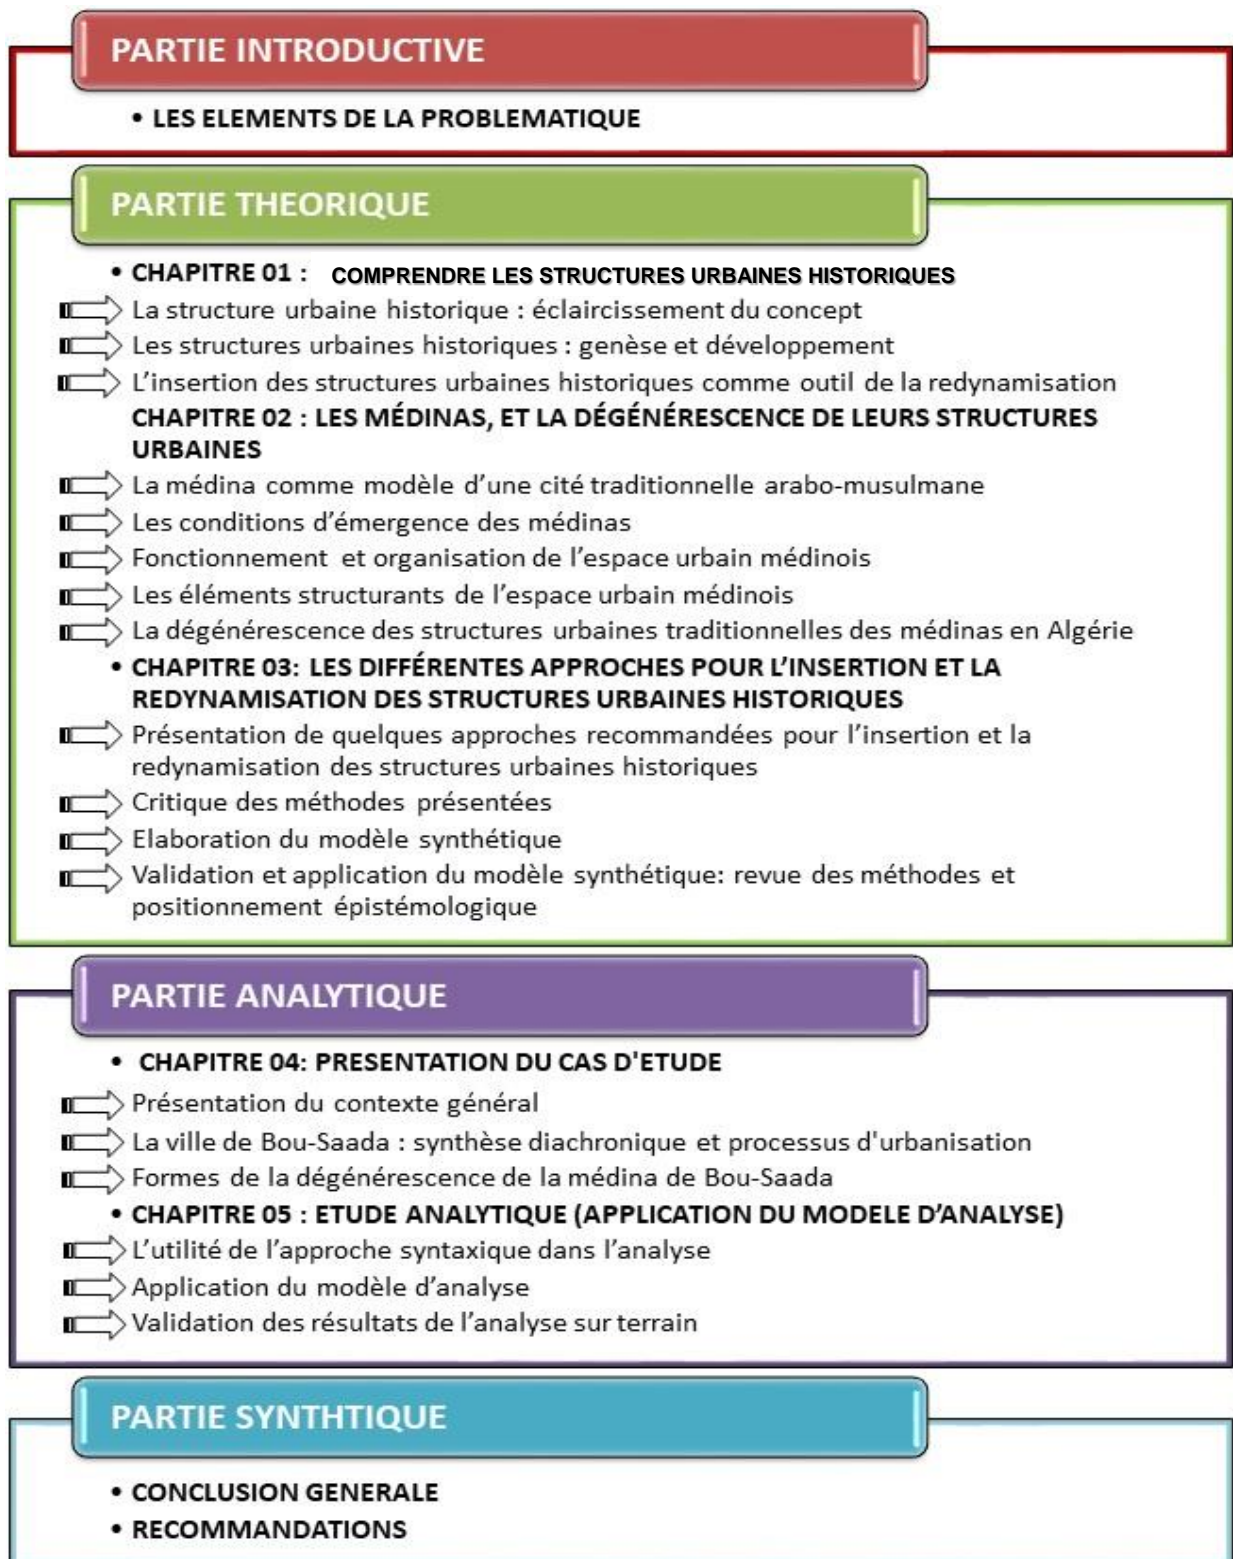 PARTIE INTRODUCTIVE
• LES ELEMENTS DE LA PROBLEMATIQUE
PARTIE THEORIQUE
• CHAPITRE 01 : COMPRENDRE LES STRUCTURES URBAINES HISTORIQUES
La structure urbaine historique : éclaircissement du concept
Les structures urbaines historiques : genèse et développement
L’insertion des structures urbaines historiques comme outil de la redynamisation
CHAPITRE 02 : LES MÉDINAS, ET LA DÉGÉNÉRESCENCE DE LEURS STRUCTURES
URBAINES
La médina comme modèle d’une cité traditionnelle arabo-musulmane
Les conditions d’émergence des médinas
Fonctionnement et organisation de l’espace urbain médinois
Les éléments structurants de l’espace urbain médinois
La dégénérescence des structures urbaines traditionnelles des médinas en Algérie
• CHAPITRE 03: LES DIFFÉRENTES APPROCHES POUR L’INSERTION ET LA
REDYNAMISATION DES STRUCTURES URBAINES HISTORIQUES
Présentation de quelques approches recommandées pour l’insertion et la
redynamisation des structures urbaines historiques
Critique des méthodes présentées
Elaboration du modèle synthétique
Validation et application du modèle synthétique: revue des méthodes et
positionnement épistémologique
PARTIE ANALYTIQUE
• CHAPITRE 04: PRESENTATION DU CAS D'ETUDE
Présentation du contexte général
La ville de Bou-Saada : synthèse diachronique et processus d'urbanisation
Formes de la dégénérescence de la médina de Bou-Saada
• CHAPITRE 05 : ETUDE ANALYTIQUE (APPLICATION DU MODELE D’ANALYSE)
L’utilité de l’approche syntaxique dans l’analyse
Application du modèle d’analyse
Validation des résultats de l’analyse sur terrain
PARTIE SYNTHTIQUE
• CONCLUSION GENERALE
• RECOMMANDATIONS